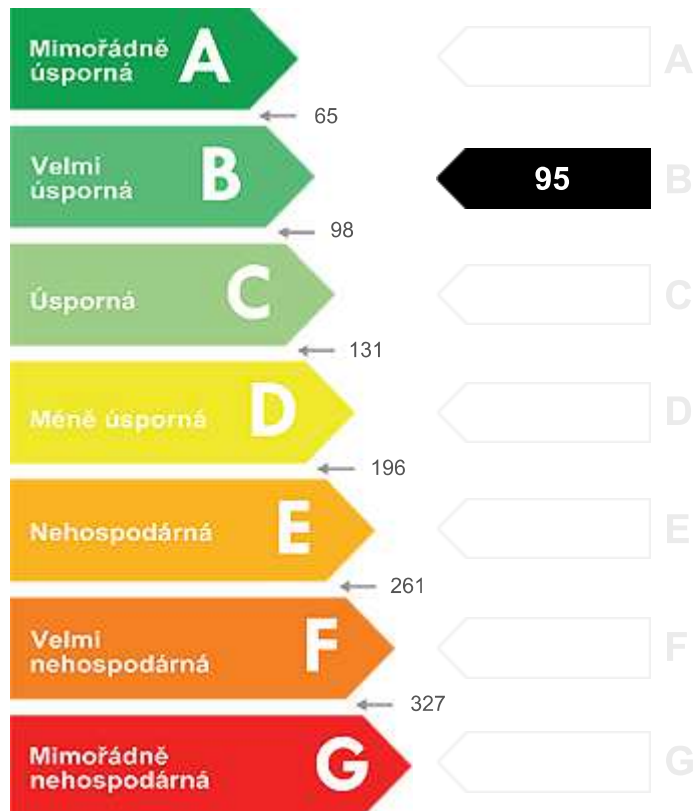 Mimořádně
úsporná
A
A
65
Velmi
úsporná
B
95
B
98
Úsporná
C
C
131
Méně úsporná
D
D
196
Nehospodárná
E
E
261
Velmi
nehospodárná
F
F
327
Mimořádně
nehospodárná
G
G